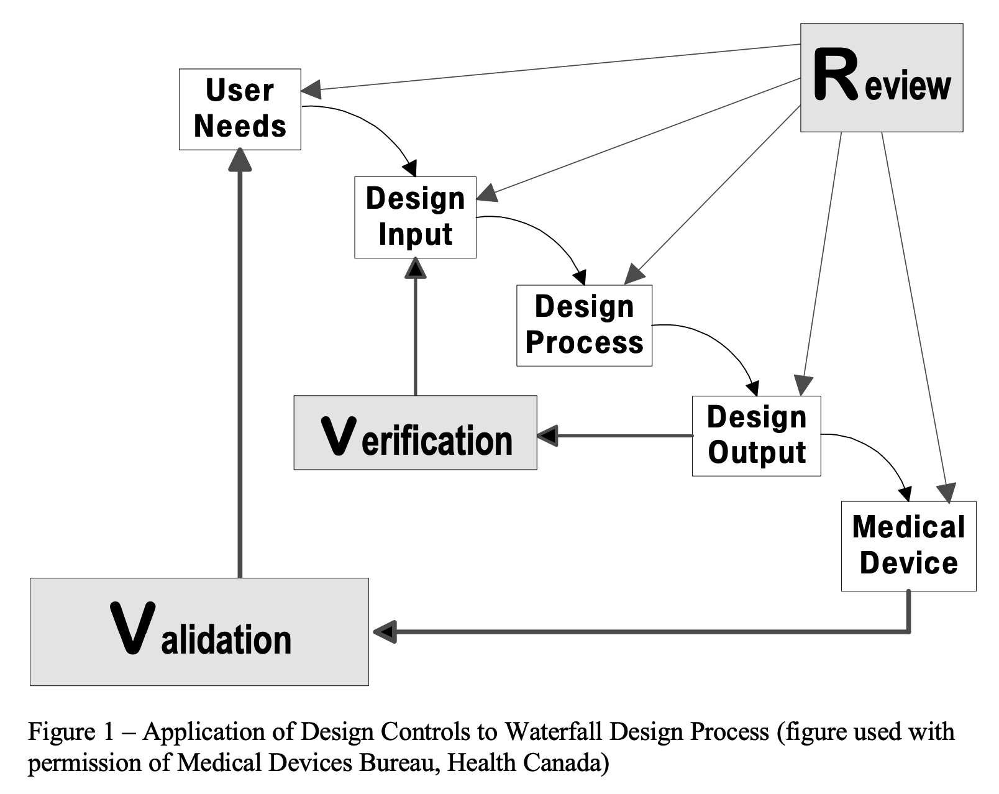 Review
User
Needs
Design
Input
Design
Process
Verification
Design
Output
Medical
Device
Validation
Figure 1 – Application of Design Controls to Waterfall Design Process (figure used with
permission of Medical Devices Bureau, Health Canada)